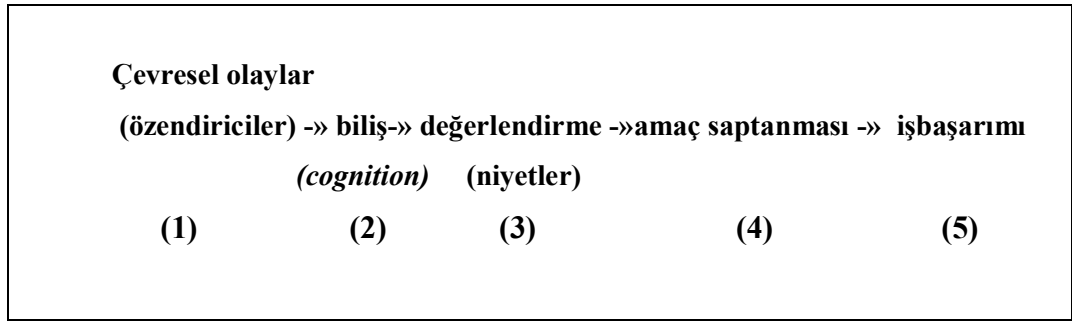 Çevresel olaylar
(özendiriciler) -» biliş-» değerlendirme -»amaç saptanması -» işbaşarımı
(cognition) (niyetler)
(1) (2) (3) (4) (5)